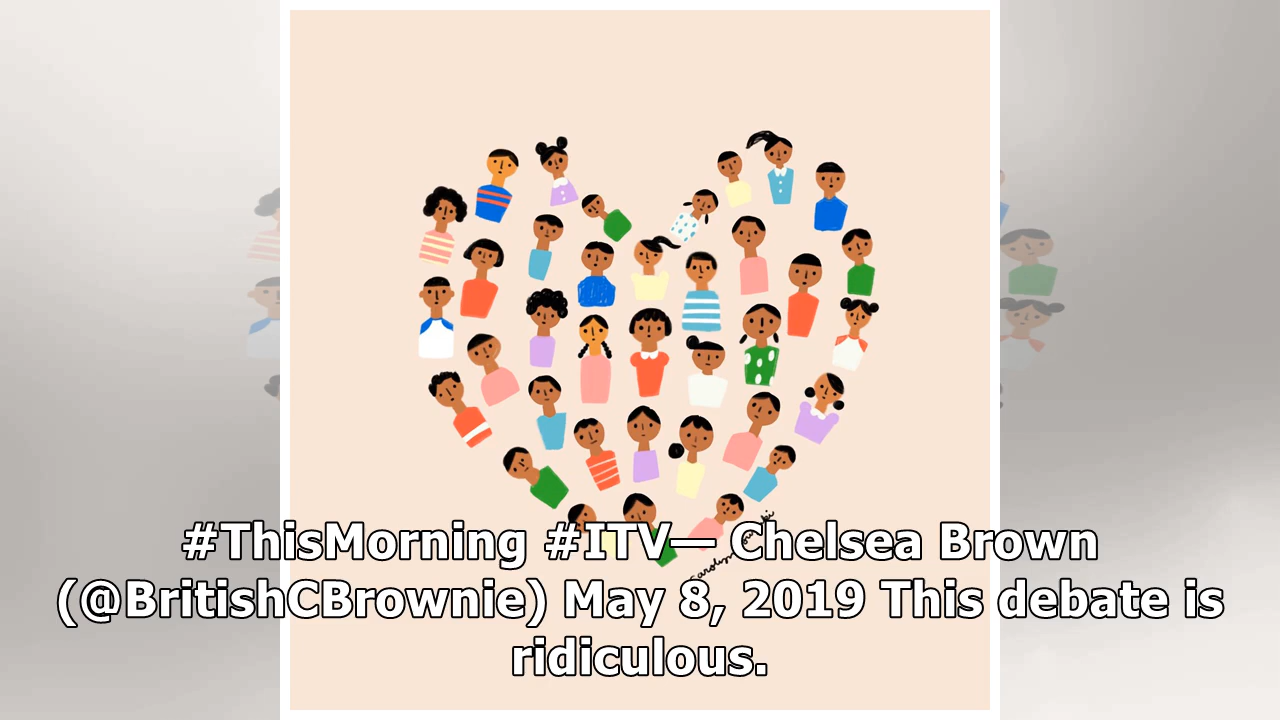 #ThisMorning #ITV— Chelsea Brown
(@BritishCBrownie) May 8, 2019 This debate is
ridiculous.